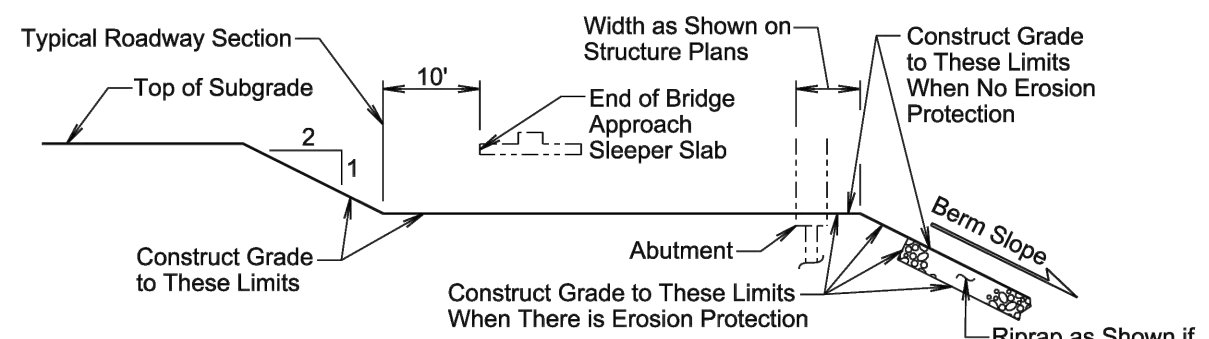 Typical Roadway Section
Top of Subgrade
2
1
10'
End of Bridge
Approach
Sleeper Slab
Width as Shown on
Structure Plans
Construct Grade
to These Limits
When No Erosion
Protection
Construct Grade
to These Limits
Abutment
Berm Slope
Construct Grade to These Limits
When There is Erosion Protection
Riprap as Shown if